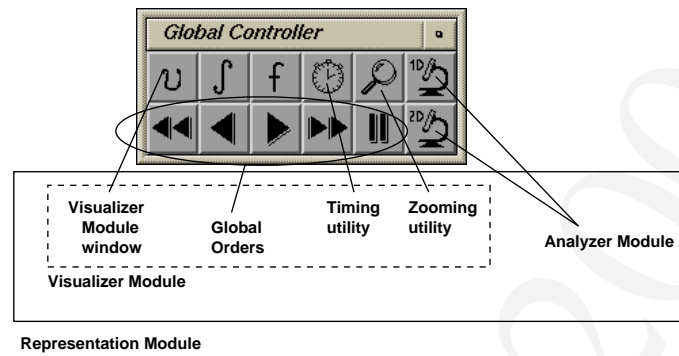 Global Controller
1D
2D
Visualizer
Module
window
Global
Orders
Timing
utility
Zooming
utility
Analyzer Module
Visualizer Module
Representation Module